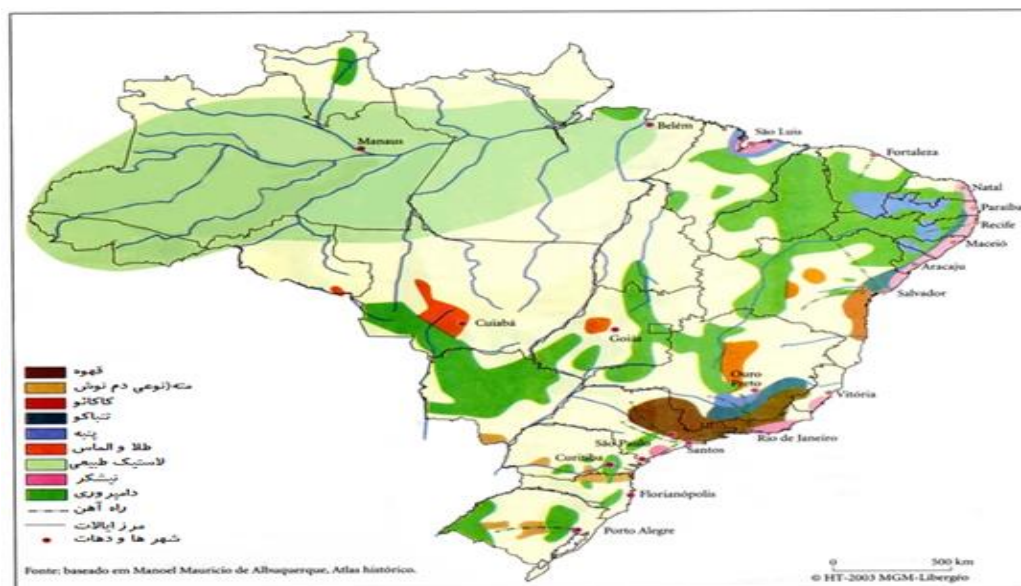 Belém
São Luis
Manaus
Fortaleza
Natal
Paraíba
Recife
Maceió
Aracaju
Salvador
Cuiabá
Goiás
Ouro
Preto
Vitória
Rio de Janeiro
São Paulo
Santos
Curitiba
Florianópolis
Porto Alegre
قهوه
مته(نوعی دم نوش
کاکائو
تنباکو
پنبه
طلا و الماس
لاستیک طبیعی
نیشکر
دامپروری
راه آهن
مرز ایالات
شهر ها و دهات
Fonte: baseado em Manoel Mauricio de Albuquerque, Atlas histórico.
0 500 km
© HT-2003 MGM-Libergéo